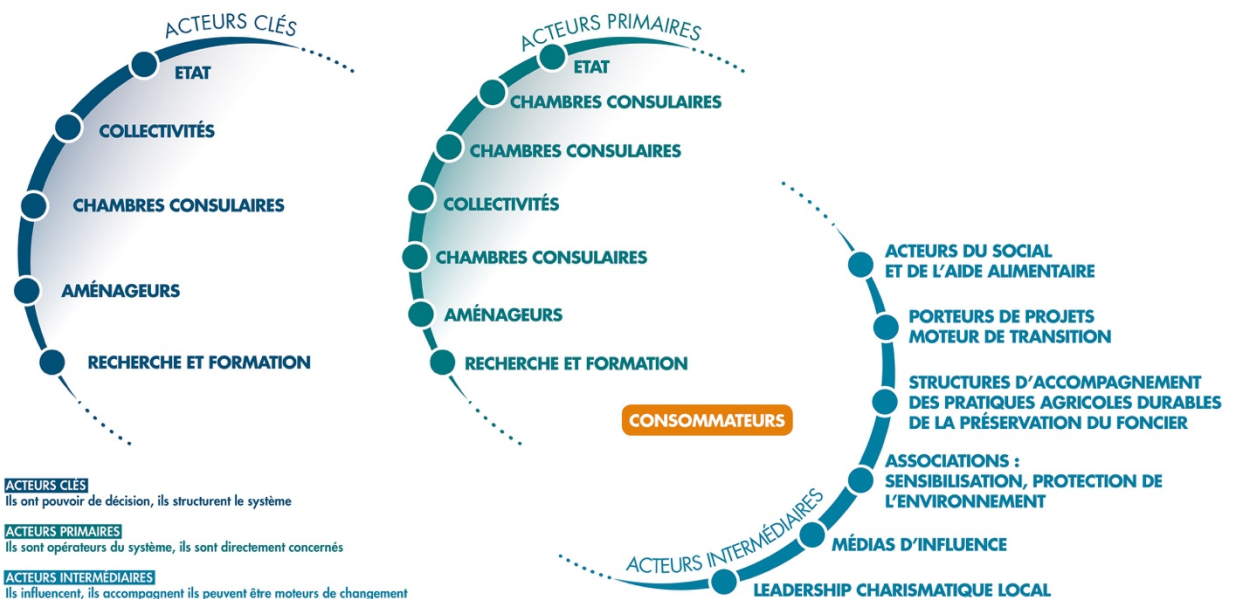 ACTEURS CLÉS
ETAT
COLLECTIVITÉS
CHAMBRES CONSULAIRES
AMÉNAGEURS
RECHERCHE ET FORMATION
ACTEURS PRIMAIRES
ETAT
CHAMBRES CONSULAIRES
CHAMBRES CONSULAIRES
COLLECTIVITÉS
CHAMBRES CONSULAIRES
AMÉNAGEURS
RECHERCHE ET FORMATION
CONSOMMATEURS
ACTEURS DU SOCIAL
ET DE L'AIDE ALIMENTAIRE
PORTEURS DE PROJETS
MOTEUR DE TRANSITION
STRUCTURES D'ACCOMPAGNEMENT
DES PRATIQUES AGRICOLES DURABLES
DE LA PRÉSERVATION DU FONCIER
ASSOCIATIONS :
SENSIBILISATION, PROTECTION DE
L'ENVIRONNEMENT
MÉDIAS D'INFLUENCE
LEADERSHIP CHARISMATIQUE LOCAL
ACTEURS INTERMÉDIAIRES
ACTEURS CLÉS
Ils ont pouvoir de décision, ils structurent le système
ACTEURS PRIMAIRES
Ils sont opérateurs du système, ils sont directement concernés
ACTEURS INTERMÉDIAIRES
Ils influencent, ils accompagnent ils peuvent être moteurs de changement